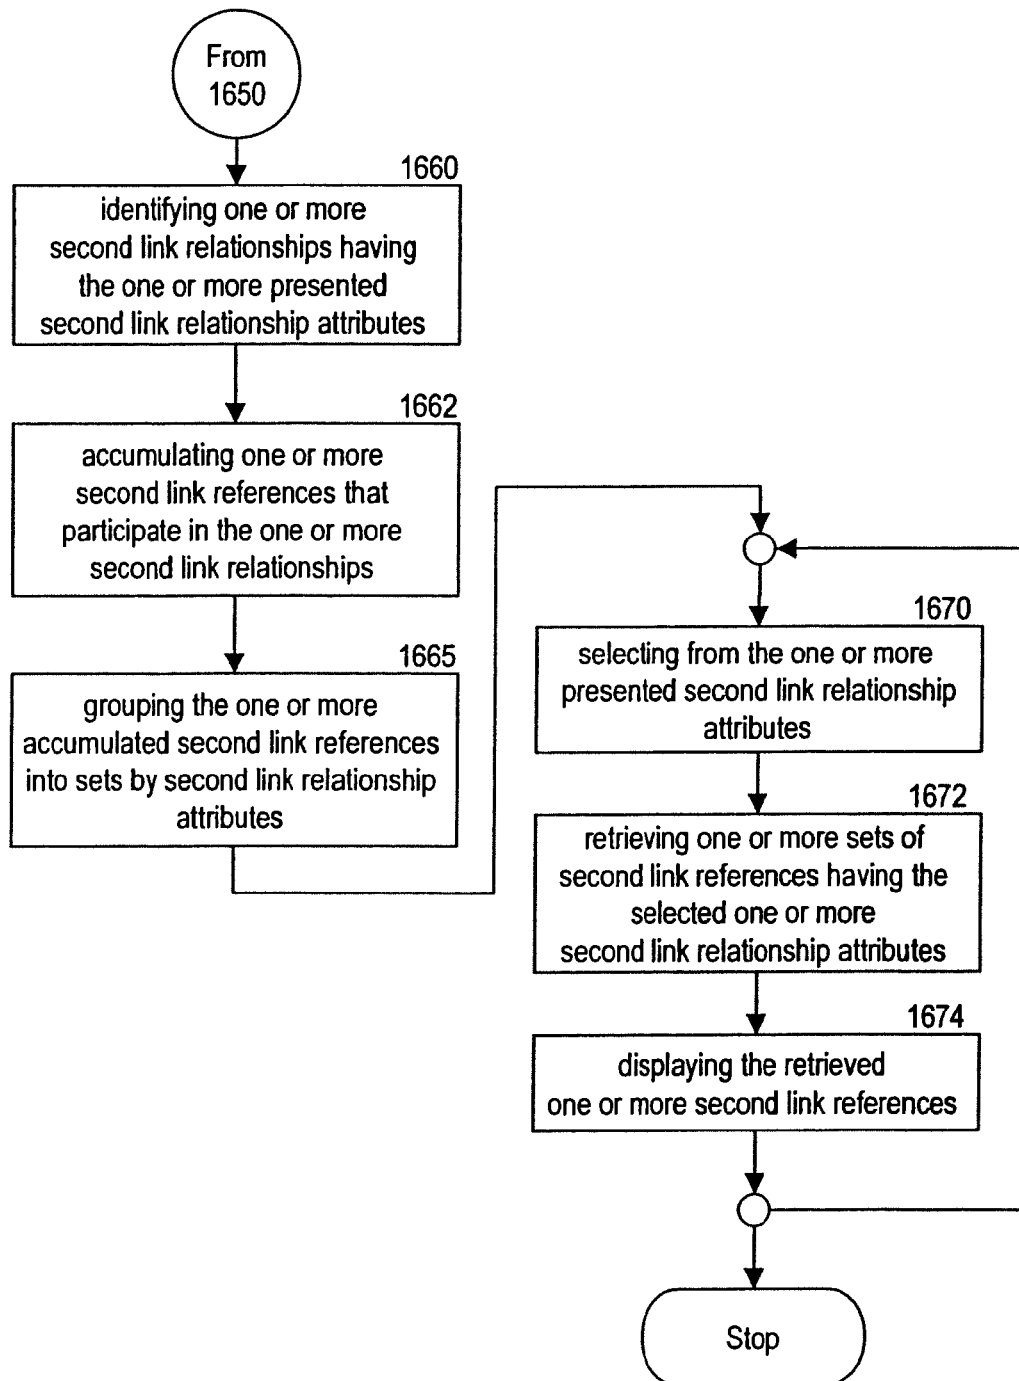 From
1650
1660
identifying one or more
second link relationships having
the one or more presented
second link relationship attributes
1662
accumulating one or more
second link references that
participate in the one or more
second link relationships
1665
grouping the one or more
accumulated second link references
into sets by second link relationship
attributes
1670
selecting from the one or more
presented second link relationship
attributes
1672
retrieving one or more sets of
second link references having the
selected one or more
second link relationship attributes
1674
displaying the retrieved
one or more second link references
Stop